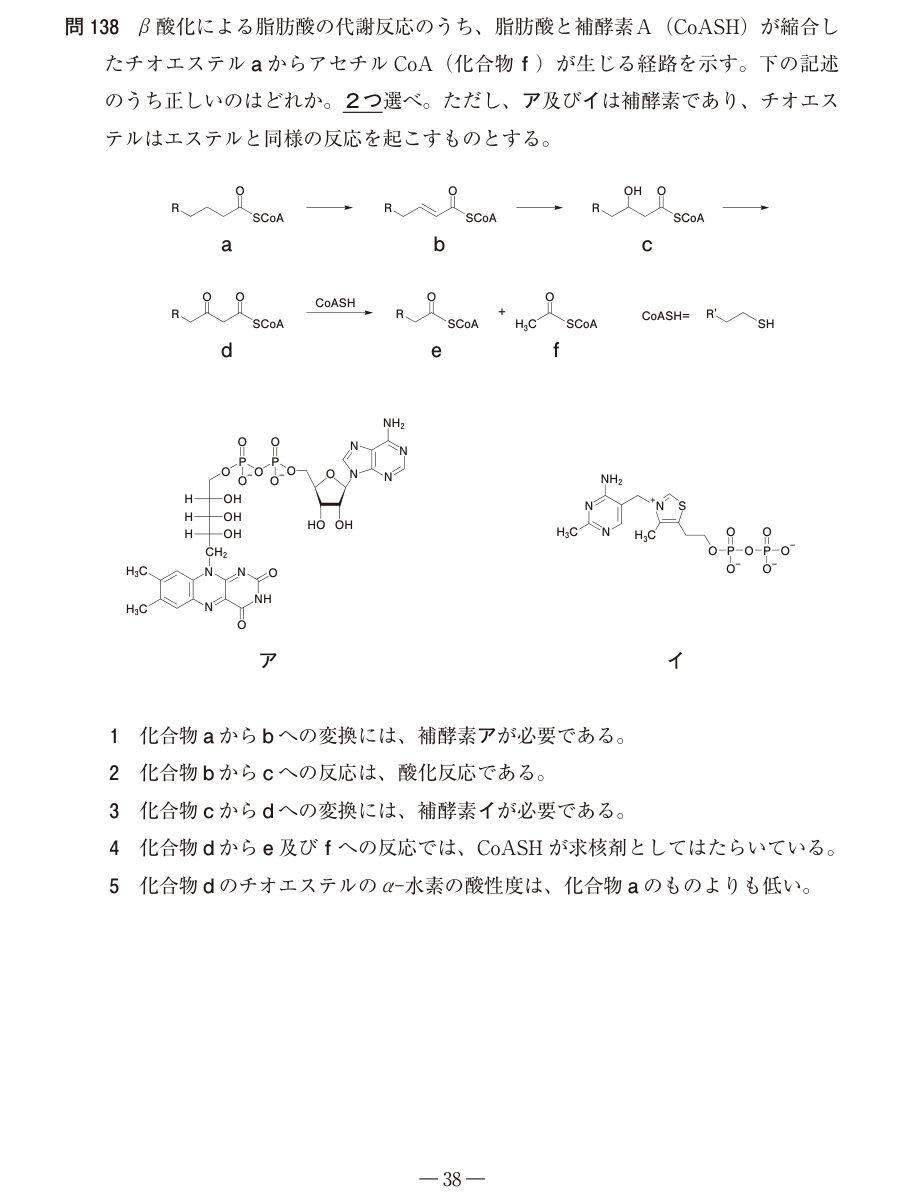 問 138　β 酸化による脂肪酸の代謝反応のうち、脂肪酸と補酵素 A（CoASH）が縮合し
たチオエステル a からアセチル CoA（化合物 f ）が生じる経路を示す。下の記述
のうち正しいのはどれか。２つ選べ。ただし、ア及びイは補酵素であり、チオエス
テルはエステルと同様の反応を起こすものとする。
R O SCoA R O SCoA R OH O SCoA
a b c
R O O SCoA CoASH R O SCoA + H3C O SCoA CoASH= R' SH
d e f
NH2
O O N N
O P O P O O N N
O− O−
H OH
H OH HO OH
H OH
CH2
H3C N N O
H3C N NH
O
NH2
N + N S
H3C N H3C O O
O P O P O−
O− O−
ア イ
1　化合物 a から b への変換には、補酵素アが必要である。
2　化合物 b から c への反応は、酸化反応である。
3　化合物 c から d への変換には、補酵素イが必要である。
4　化合物 d から e 及び f への反応では、CoASH が求核剤としてはたらいている。
5　化合物 d のチオエステルの α−水素の酸性度は、化合物 a のものよりも低い。
― 38 ―